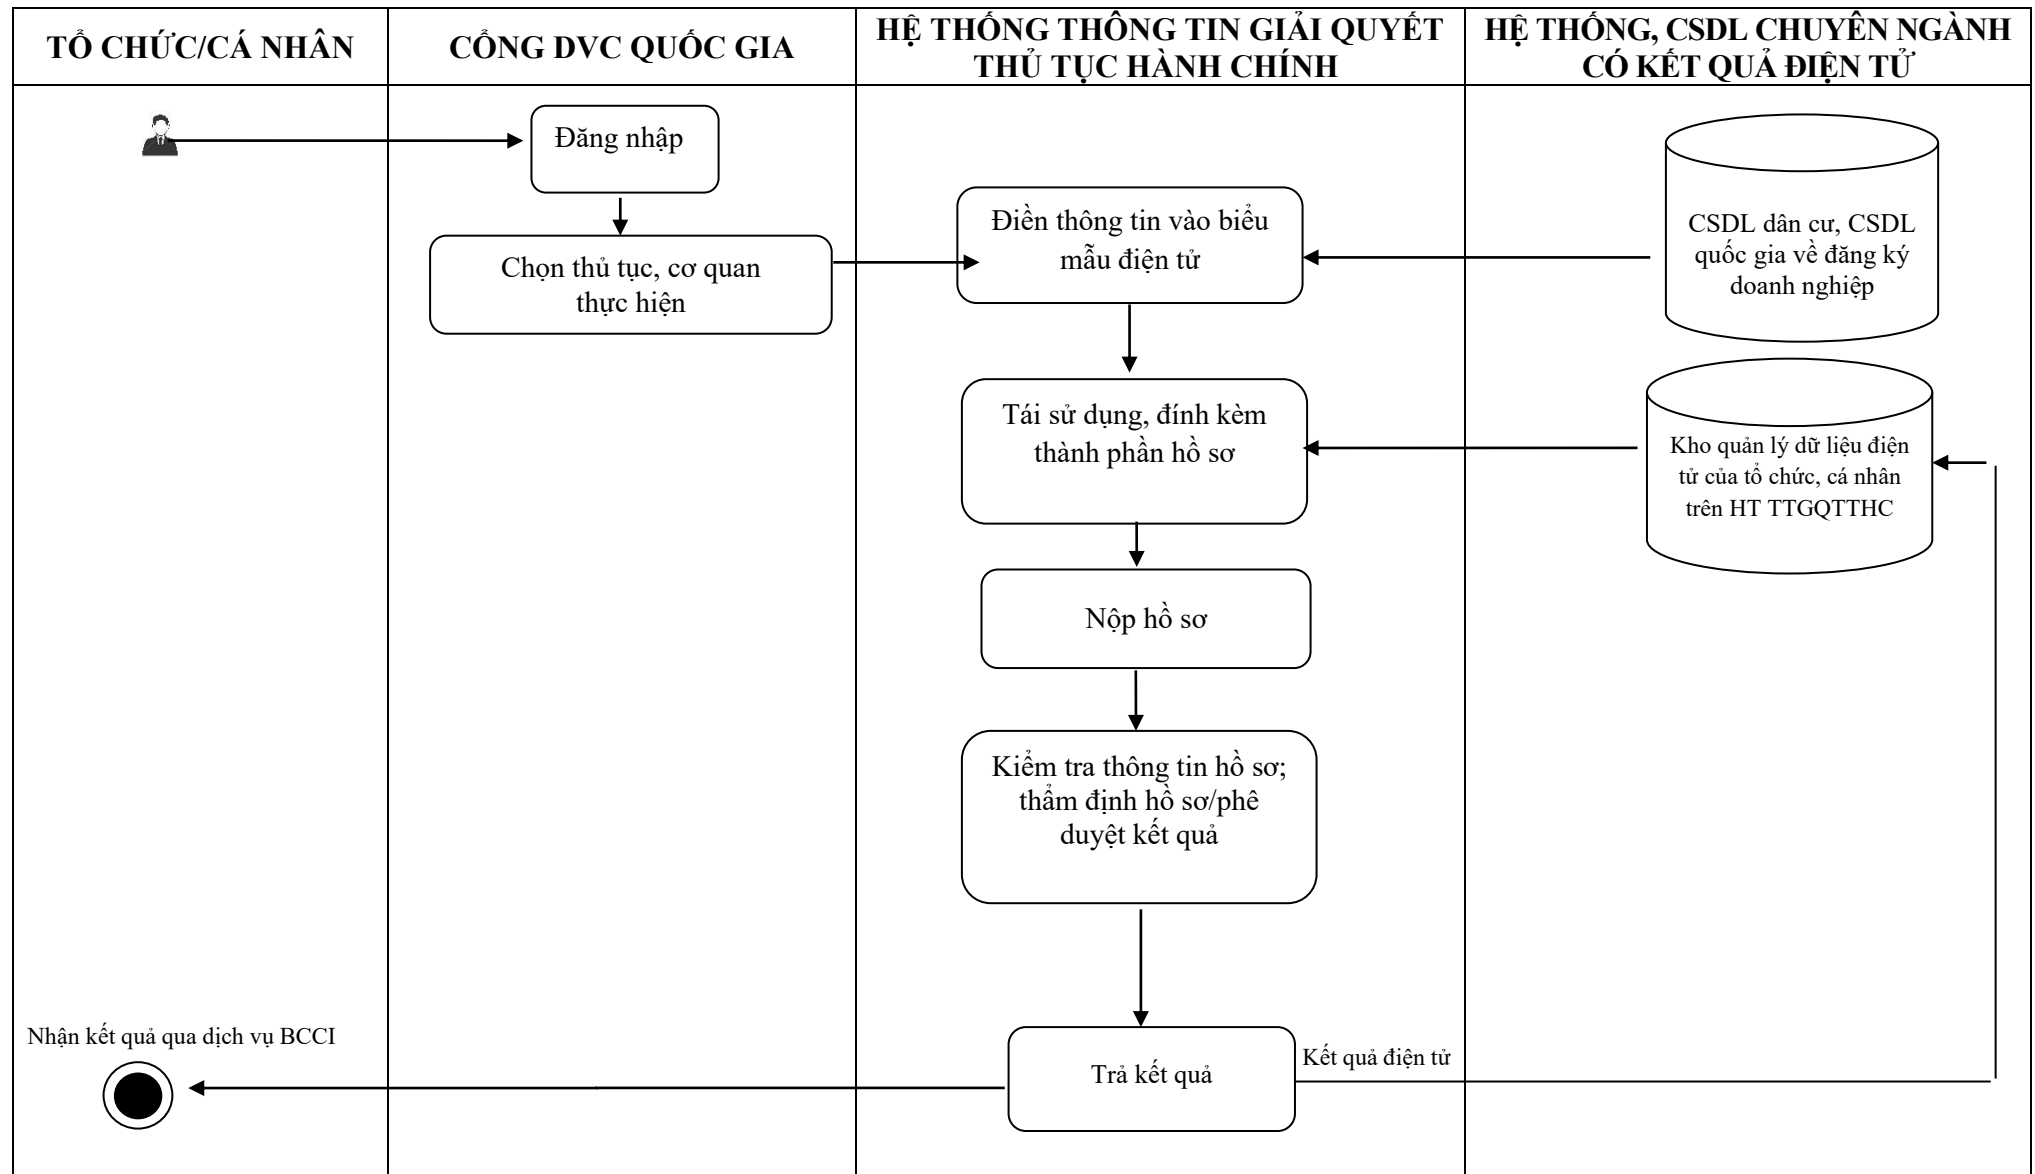 TỔ CHỨC/CÁ NHÂN
CỔNG DVC QUỐC GIA
HỆ THỐNG THÔNG TIN GIẢI QUYẾT
THỦ TỤC HÀNH CHÍNH
HỆ THỐNG, CSDL CHUYÊN NGÀNH
CÓ KẾT QUẢ ĐIỆN TỬ
Đăng nhập
Chọn thủ tục, cơ quan
thực hiện
Điền thông tin vào biểu
mẫu điện tử
CSDL dân cư, CSDL
quốc gia về đăng ký
doanh nghiệp
Tái sử dụng, đính kèm
thành phần hồ sơ
Kho quản lý dữ liệu điện
tử của tổ chức, cá nhân
trên HT TTGQTTHC
Nộp hồ sơ
Kiểm tra thông tin hồ sơ;
thẩm định hồ sơ/phê
duyệt kết quả
Nhận kết quả qua dịch vụ BCCI
Trả kết quả
Kết quả điện tử